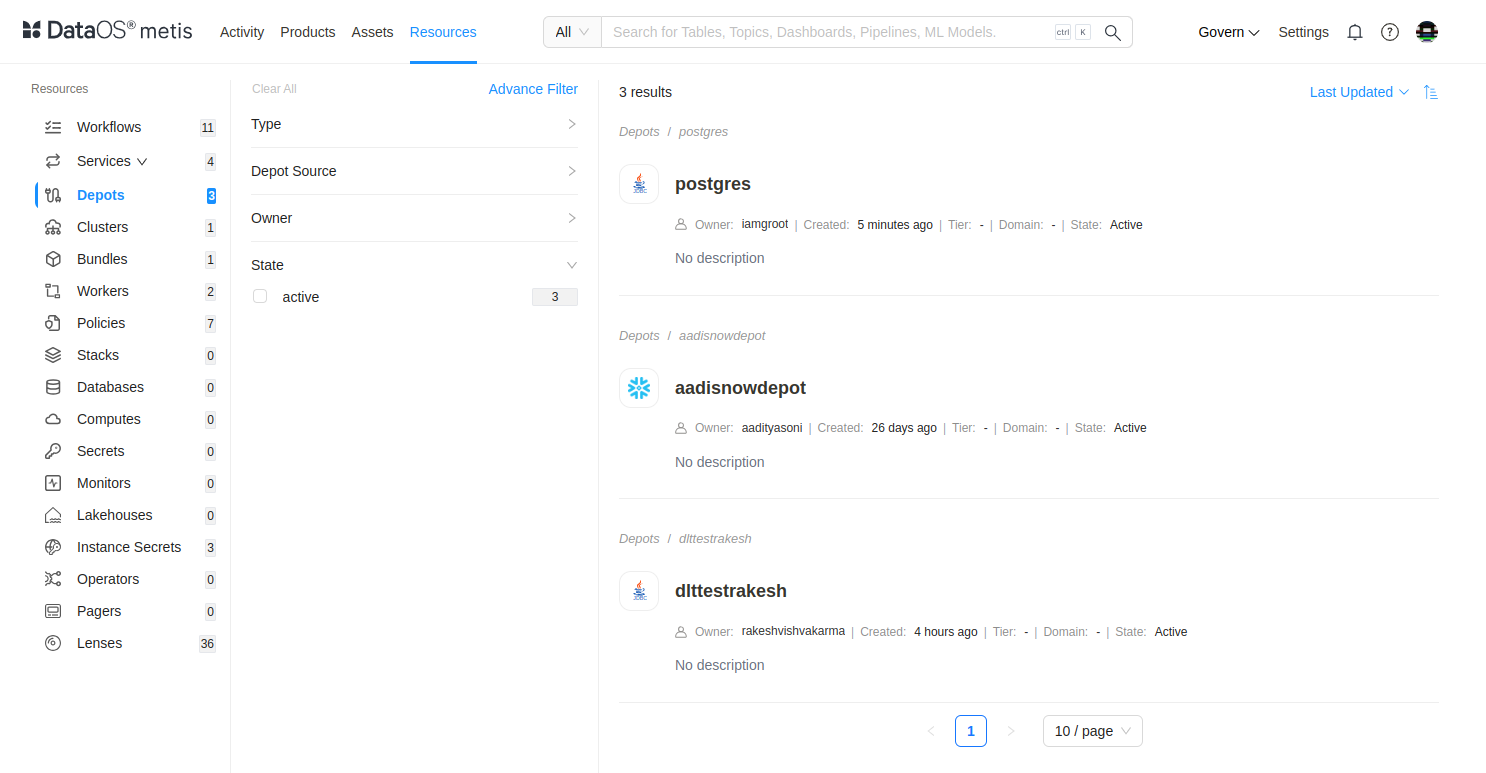 DataOS® metis
Activity Products Assets Resources
All Search for Tables, Topics, Dashboards, Pipelines, ML Models. ctrl K
Govern Settings ?
Resources
Workflows 11
Services 4
Depots 3
Clusters 1
Bundles 1
Workers 2
Policies 7
Stacks 0
Databases 0
Computes 0
Secrets 0
Monitors 0
Lakehouses 0
Instance Secrets 3
Operators 0
Pagers 0
Lenses 36
Clear All Advance Filter
Type
Depot Source
Owner
State
active 3
3 results Last Updated
Depots / postgres
JDBC
postgres
Owner: iamgroot | Created: 5 minutes ago | Tier: - | Domain: - | State: Active
No description
Depots / aadisnowdepot
aadisnowdepot
Owner: aadityasoni | Created: 26 days ago | Tier: - | Domain: - | State: Active
No description
Depots / dlttestrakesh
JDBC
dlttestrakesh
Owner: rakeshvishvakarma | Created: 4 hours ago | Tier: - | Domain: - | State: Active
No description
1 10 / page